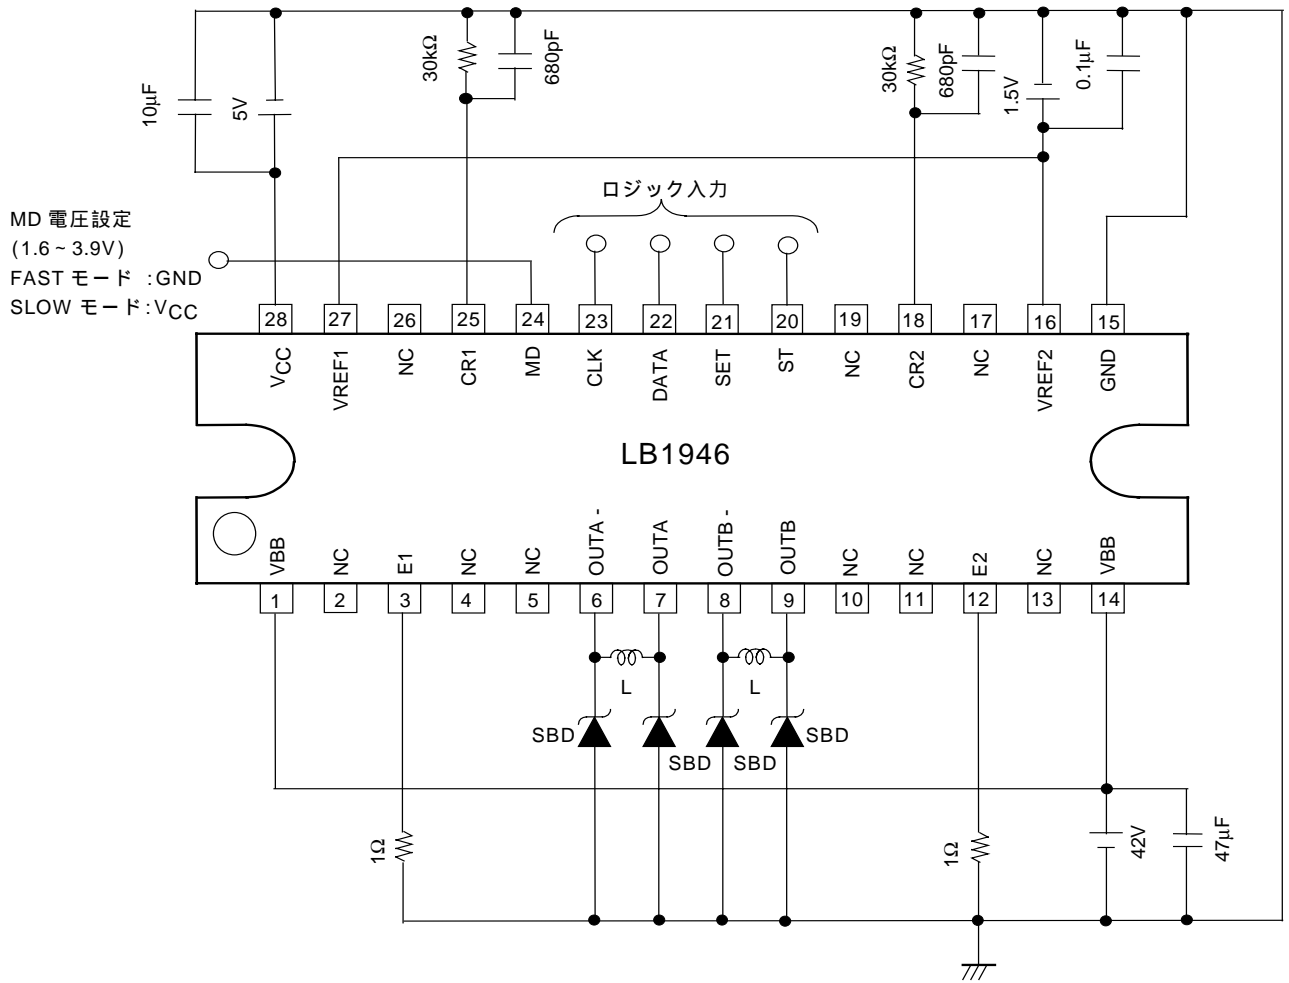 10μF
5V
30kΩ
680pF
30kΩ
680pF
1.5V
0.1μF
ロジック入力
MD 電圧設定
(1.6 ~ 3.9V)
FAST モード :GND
SLOW モード:VCC
28 27 26 25 24 23 22 21 20 19 18 17 16 15
VCC
VREF1
NC
CR1
MD
CLK
DATA
SET
ST
NC
CR2
NC
VREF2
GND
LB1946
VBB
NC
E1
NC
NC
OUTA -
OUTA
OUTB -
OUTB
NC
NC
E2
NC
VBB
1 2 3 4 5 6 7 8 9 10 11 12 13 14
L
L
SBD
SBD
SBD
SBD
1Ω
1Ω
42V
47μF